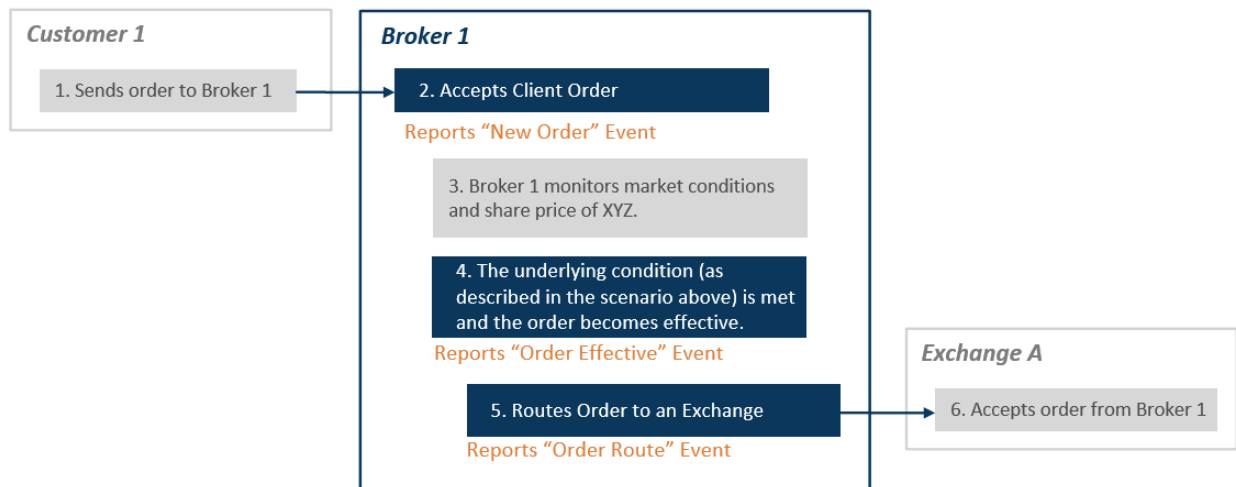 Customer 1
1. Sends order to Broker 1
Broker 1
2. Accepts Client Order
Reports “New Order” Event
3. Broker 1 monitors market conditions
and share price of XYZ.
4. The underlying condition (as
described in the scenario above) is met
and the order becomes effective.
Reports “Order Effective” Event
5. Routes Order to an Exchange
Reports “Order Route” Event
Exchange A
6. Accepts order from Broker 1